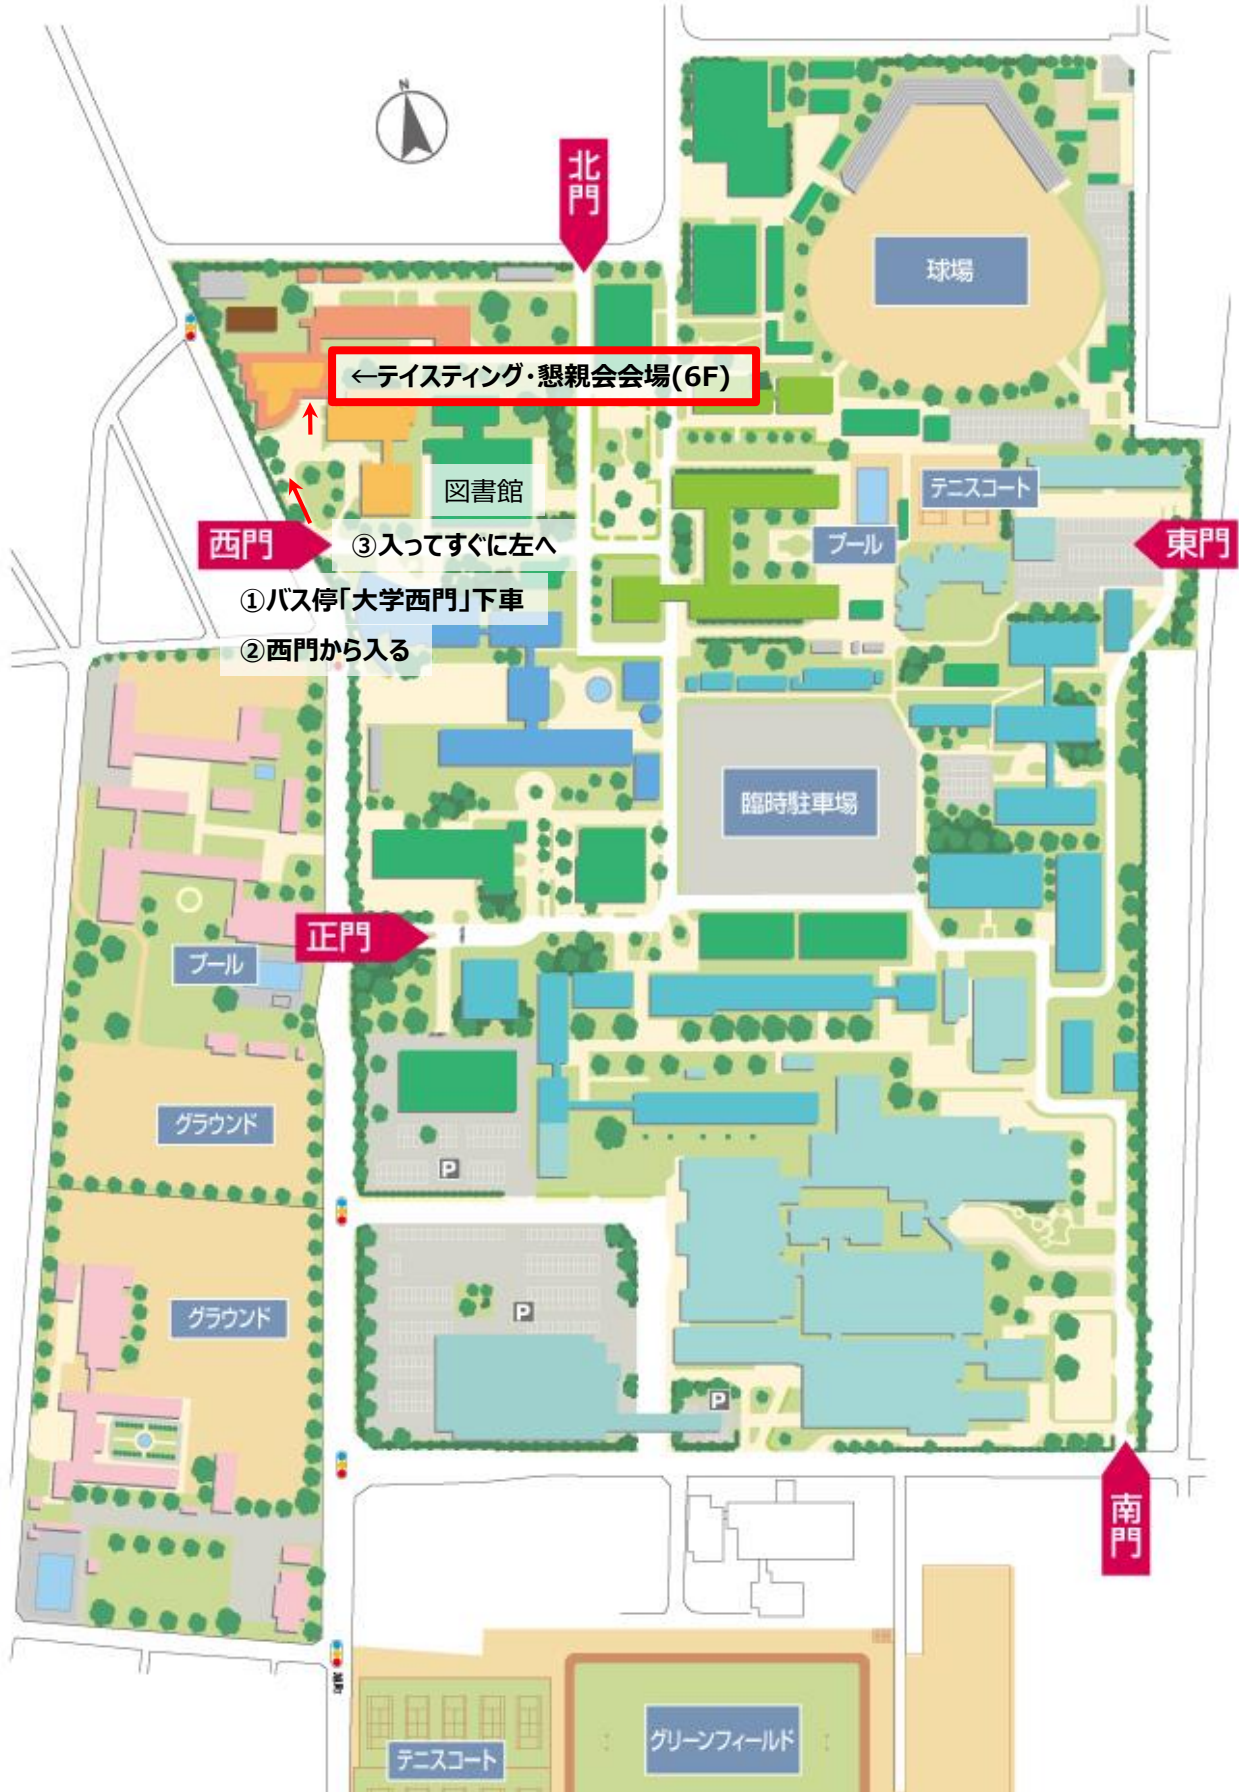 N
北門
球場
←テイスティング・懇親会会場(6F)
図書館
テニスコート
西門
③入ってすぐに左へ
プール
東門
①バス停「大学西門」下車
②西門から入る
臨時駐車場
正門
プール
グラウンド
P
グラウンド
P
P
南門
グリーンフィールド
テニスコート